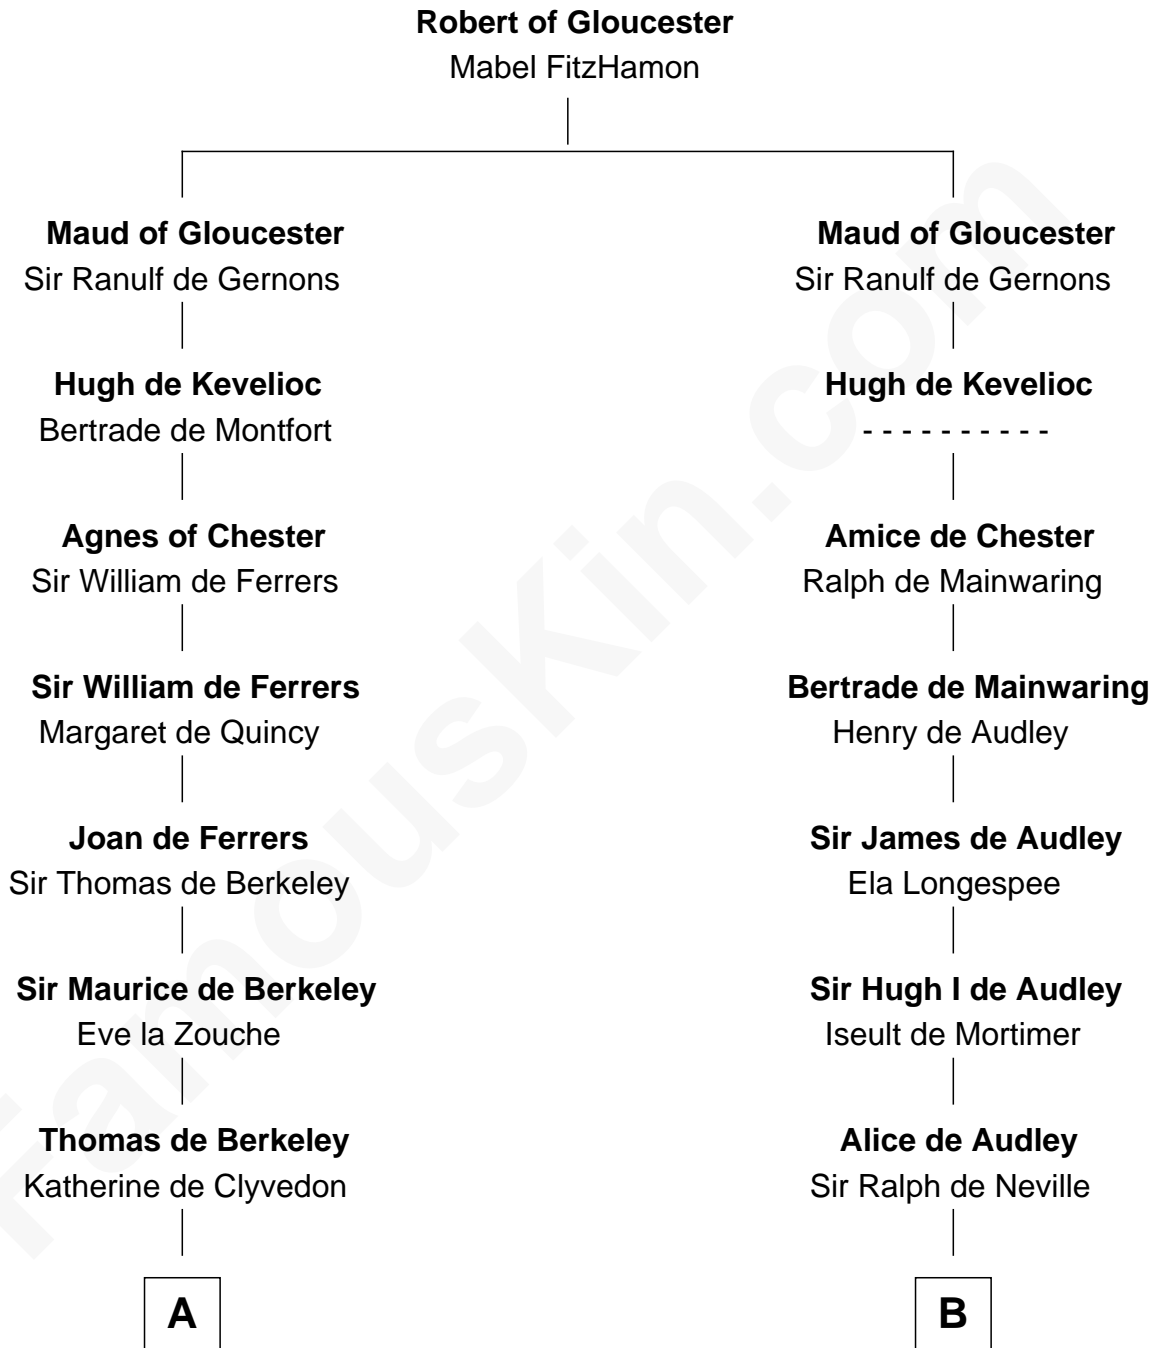 Robert of Gloucester
Mabel FitzHamon
Maud of Gloucester
Sir Ranulf de Gernons
Maud of Gloucester
Sir Ranulf de Gernons
Hugh de Kevelioc
Bertrade de Montfort
Hugh de Kevelioc
- - - - - - - - - -
Agnes of Chester
Sir William de Ferrers
Amice de Chester
Ralph de Mainwaring
Sir William de Ferrers
Margaret de Quincy
Bertrade de Mainwaring
Henry de Audley
Joan de Ferrers
Sir Thomas de Berkeley
Sir James de Audley
Ela Longespee
Sir Maurice de Berkeley
Eve la Zouche
Sir Hugh I de Audley
Iseult de Mortimer
Thomas de Berkeley
Katherine de Clyvedon
Alice de Audley
Sir Ralph de Neville
A
B
FamousKin.com